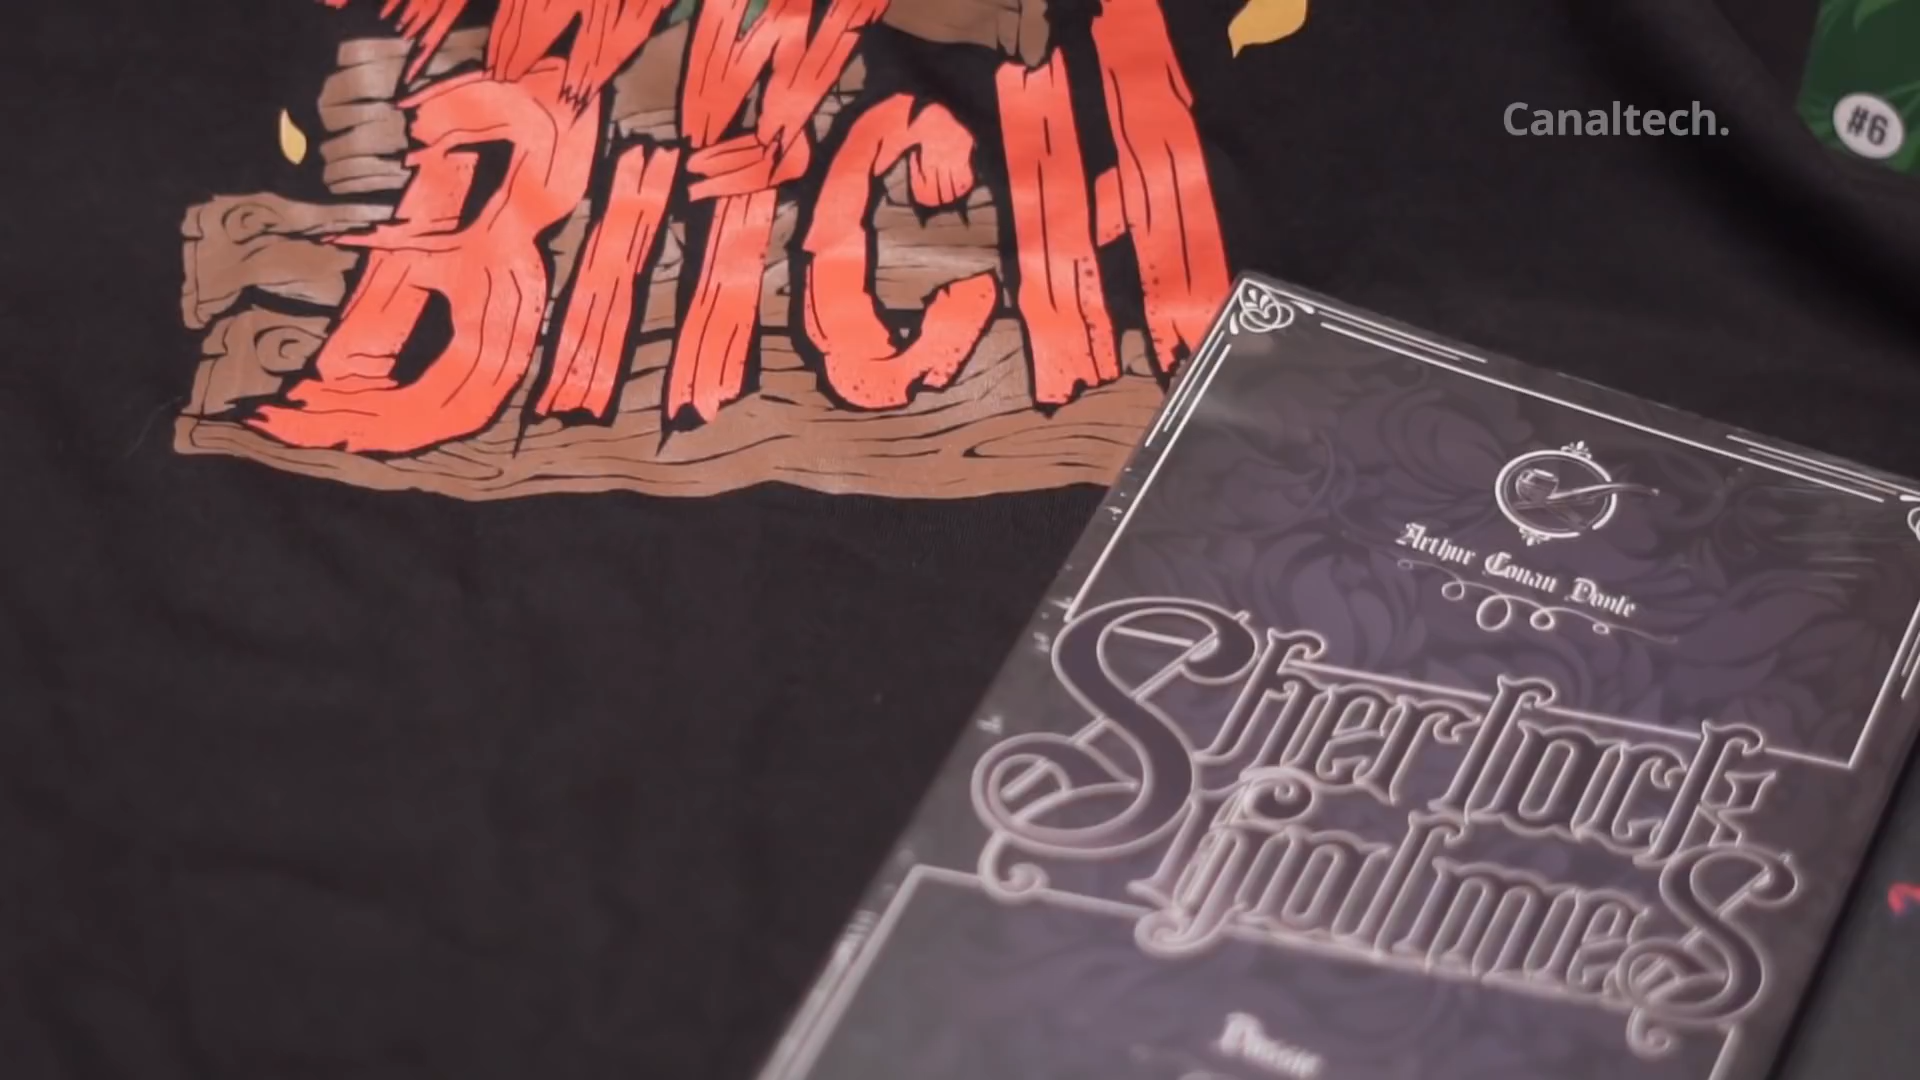 BITCH
Canaltech.
#6
Arthur Conan Doyle
Sherlock
Holmes